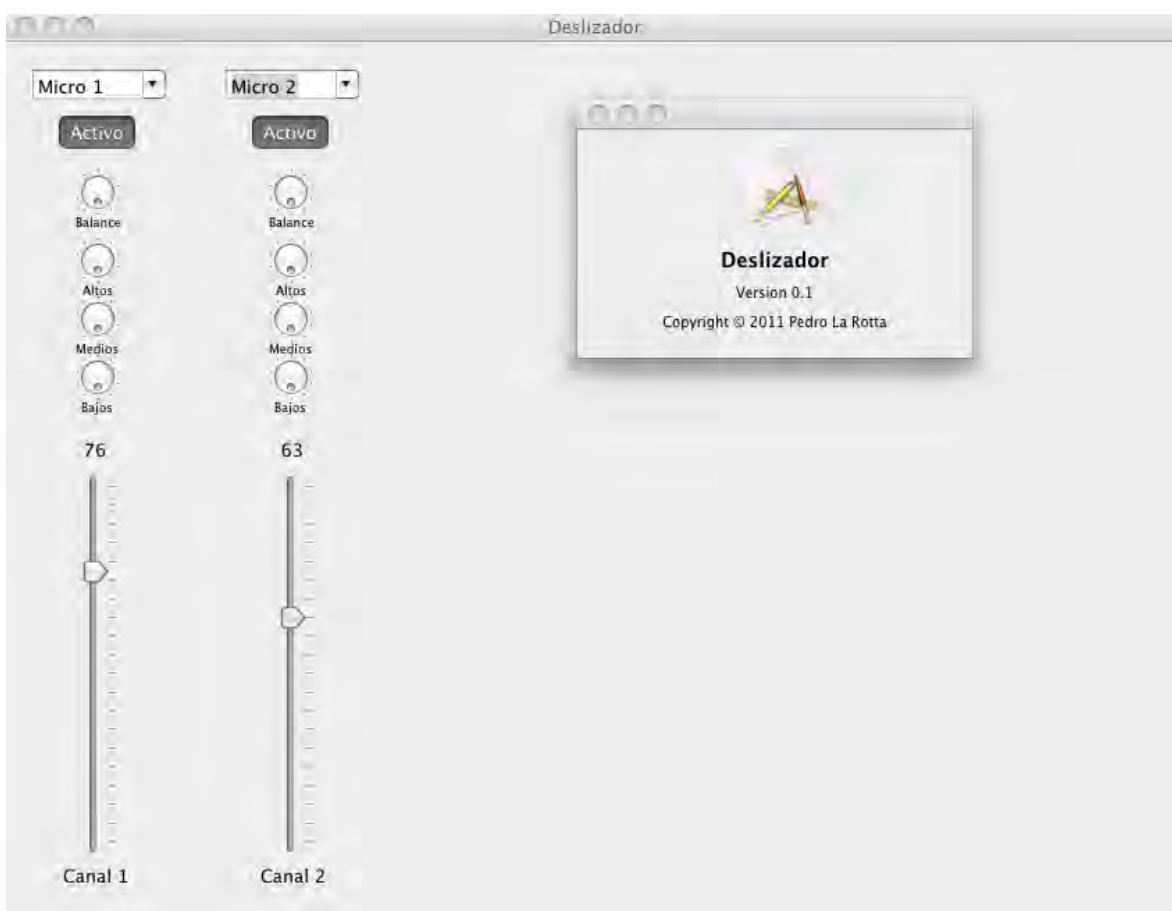 Deslizador
Micro 1
Activo
Balance
Altos
Medios
Bajos
76
Canal 1
Micro 2
Activo
Balance
Altos
Medios
Bajos
63
Canal 2
Deslizador
Version 0.1
Copyright © 2011 Pedro La Rotta